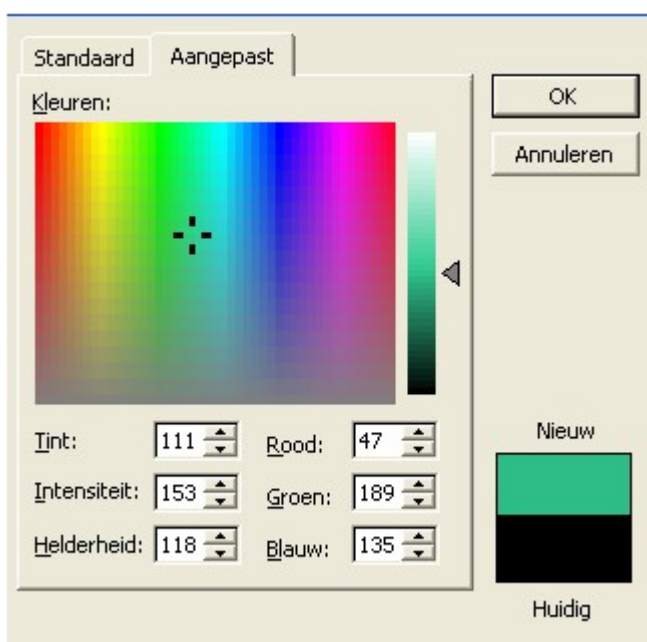 Standaard Aangepast
Kleuren:
OK
Annuleren
Tint: 111 Rood: 47
Intensiteit: 153 Groen: 189
Helderheid: 118 Blauw: 135
Nieuw
Huidig